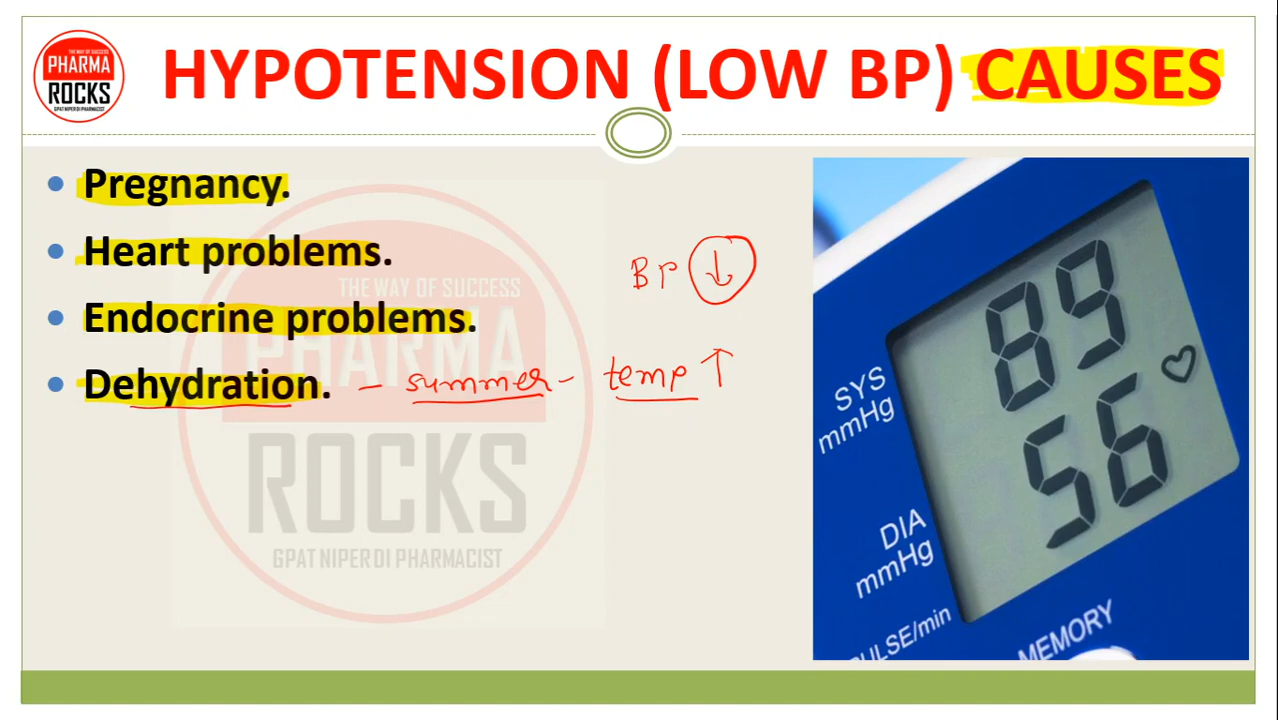 THE WAY OF SUCCESS
PHARMA
ROCKS
GPAT NIPER DI PHARMACIST
HYPOTENSION (LOW BP) CAUSES
• Pregnancy.
• Heart problems.
• Endocrine problems.
• Dehydration. – summer – temp ↑
BP ↓
THE WAY OF SUCCESS
PHARMA
ROCKS
GPAT NIPER DI PHARMACIST
89
SYS
mmHg
56
DIA
mmHg
PULSE/min
MEMORY